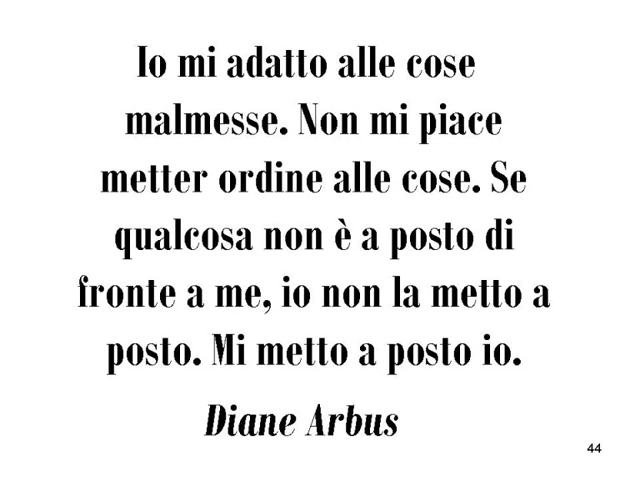 Io mi adatto alle cose
malmesse. Non mi piace
metter ordine alle cose. Se
qualcosa non è a posto di
fronte a me, io non la metto a
posto. Mi metto a posto io.
Diane Arbus
44